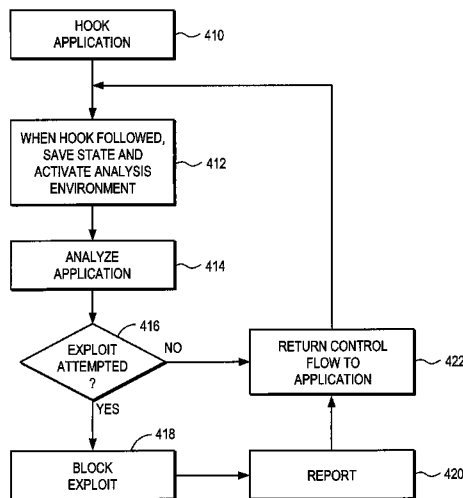 HOOK
APPLICATION
410
WHEN HOOK FOLLOWED,
SAVE STATE AND
ACTIVATE ANALYSIS
ENVIRONMENT
412
ANALYZE
APPLICATION
414
416
EXPLOIT
ATTEMPTED
?
NO
YES
RETURN CONTROL
FLOW TO
APPLICATION
422
418
BLOCK
EXPLOIT
REPORT
420